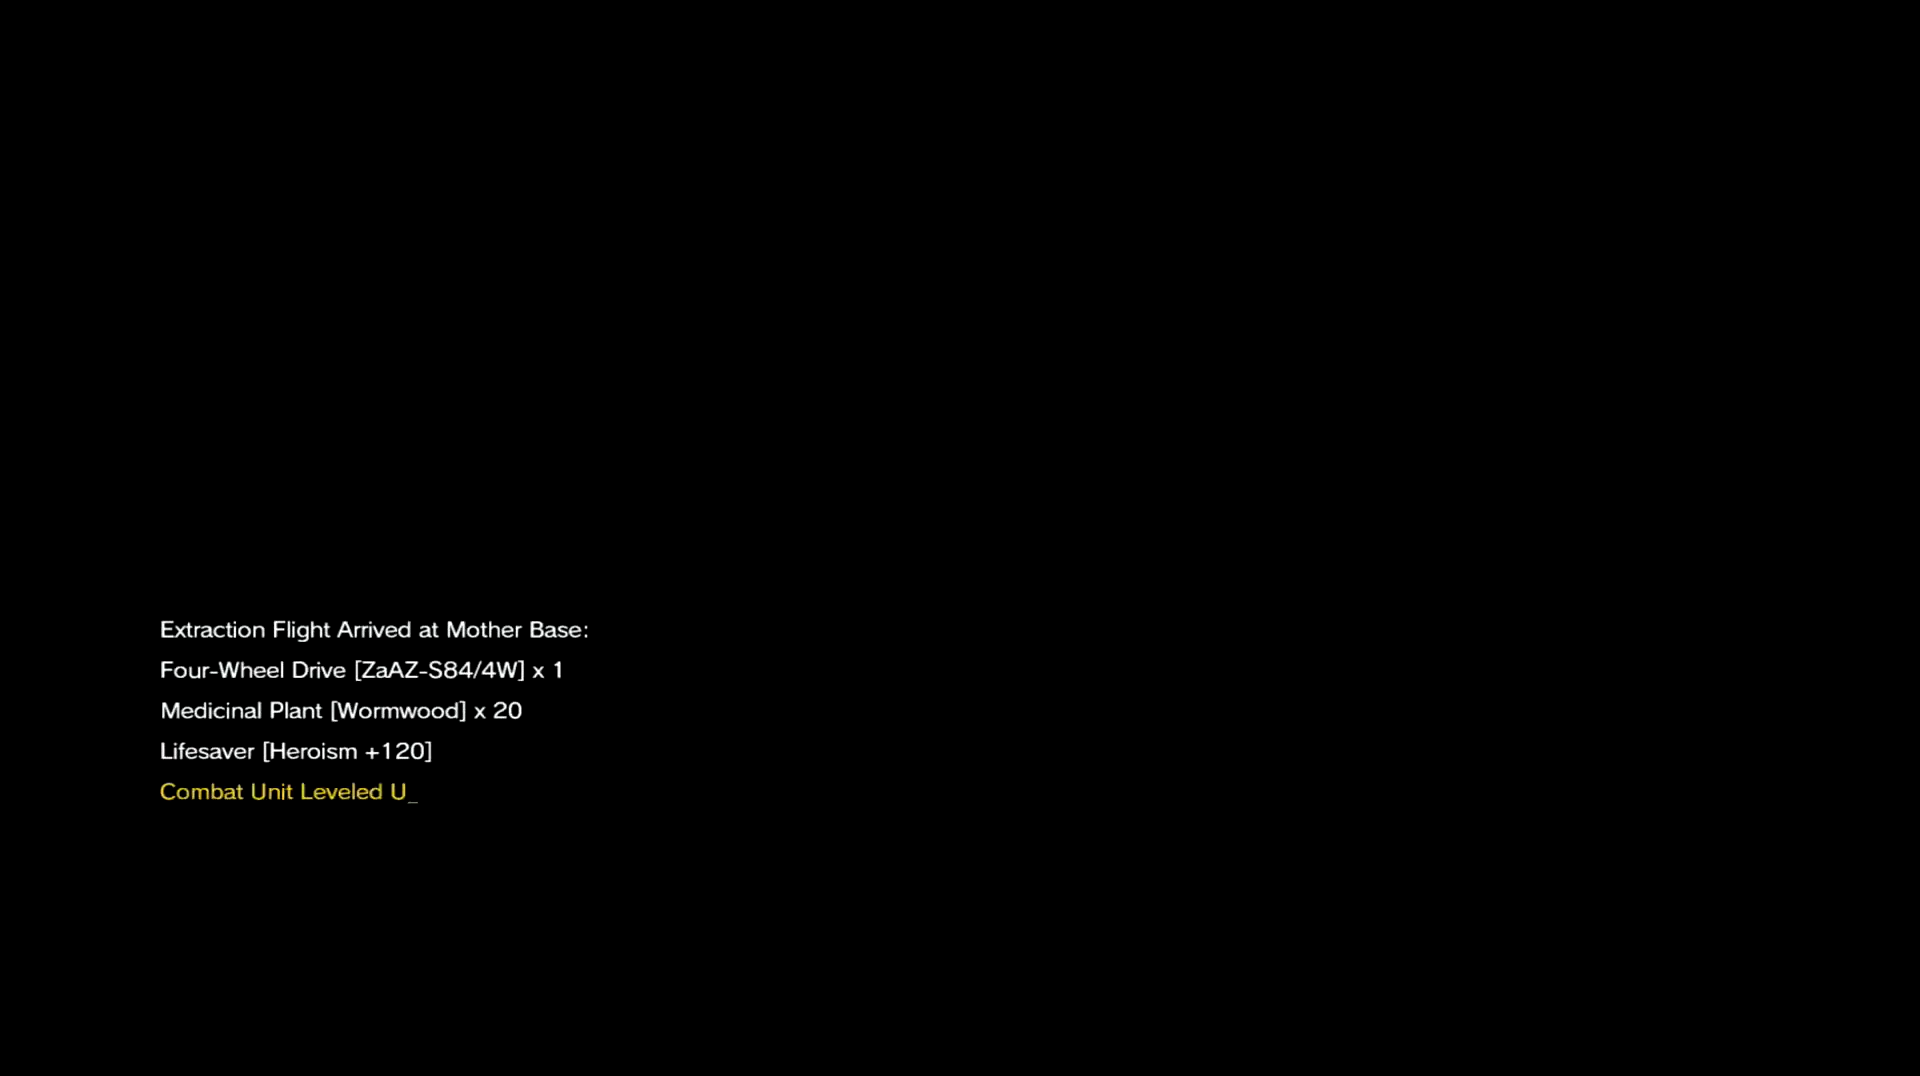 Extraction Flight Arrived at Mother Base:
Four-Wheel Drive [ZaAZ-S84/4W] x 1
Medicinal Plant [Wormwood] x 20
Lifesaver [Heroism +120]
Combat Unit Leveled U_